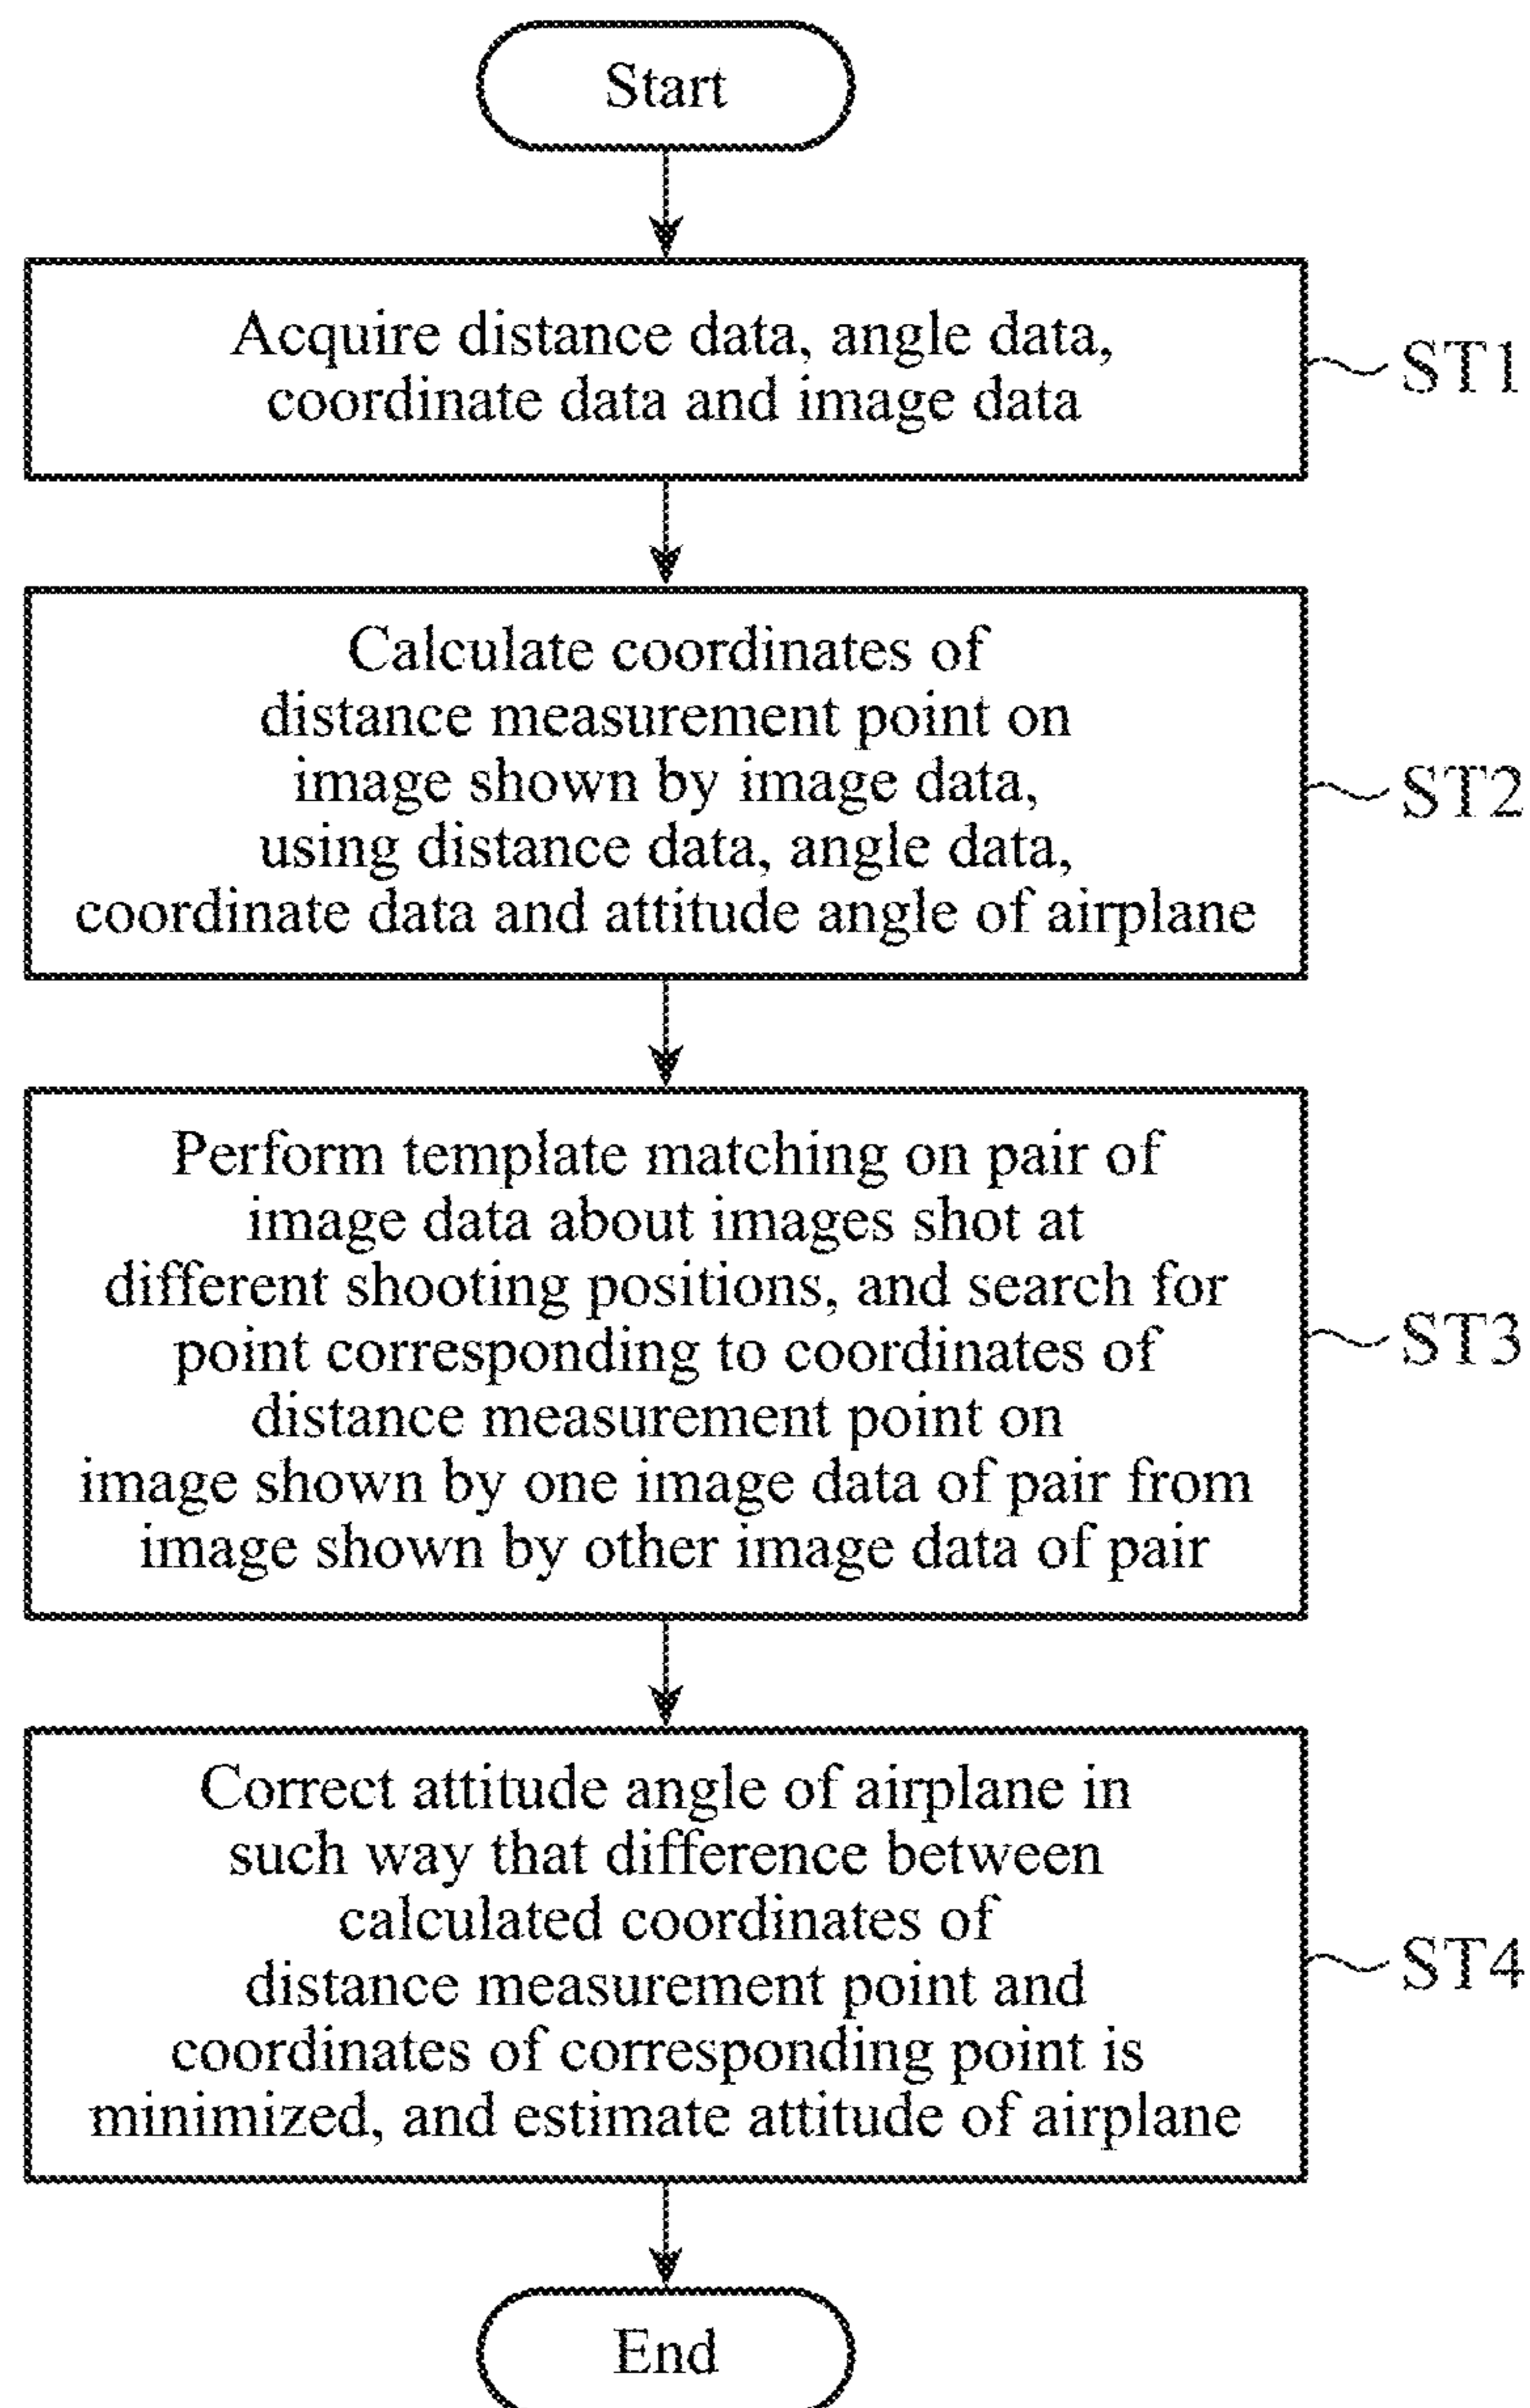 Start
Acquire distance data, angle data,
coordinate data and image data
ST1
Calculate coordinates of
distance measurement point on
image shown by image data,
using distance data, angle data,
coordinate data and attitude angle of airplane
ST2
Perform template matching on pair of
image data about images shot at
different shooting positions, and search for
point corresponding to coordinates of
distance measurement point on
image shown by one image data of pair from
image shown by other image data of pair
ST3
Correct attitude angle of airplane in
such way that difference between
calculated coordinates of
distance measurement point and
coordinates of corresponding point is
minimized, and estimate attitude of airplane
ST4
End